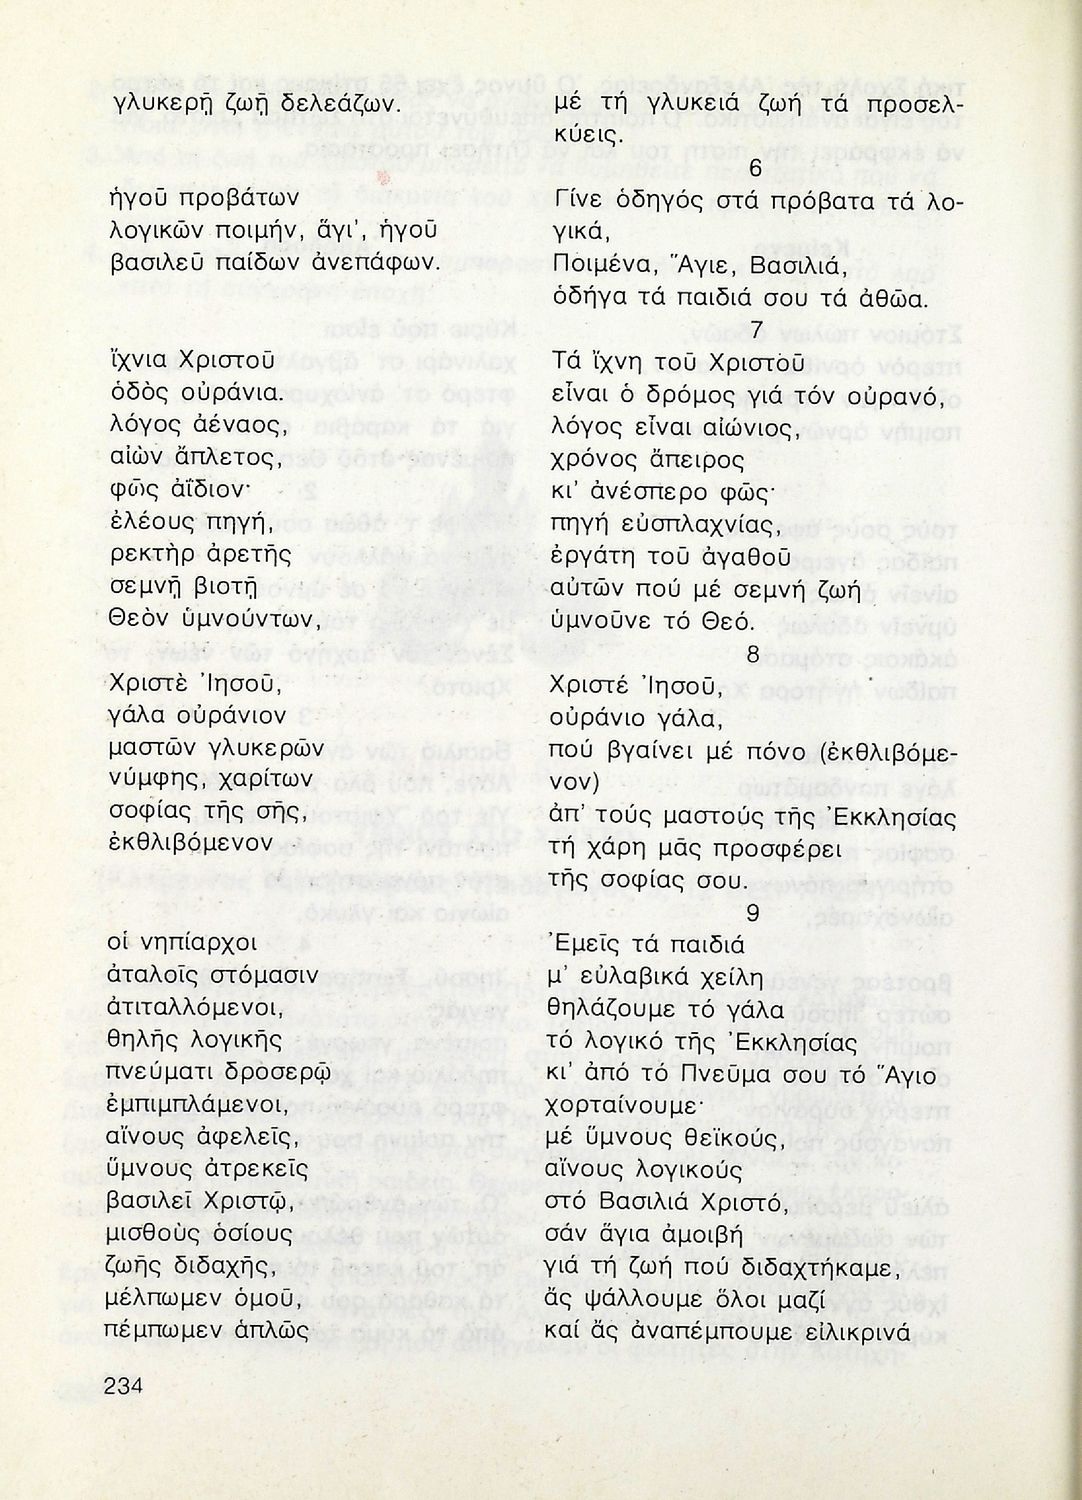 γλυκερῇ ζωῇ δελεάζων.
ἡγοῦ προβάτων
λογικῶν ποιμήν, ἅγι', ἡγοῦ
βασιλεῦ παίδων ἀνεπάφων.
ἴχνια Χριστοῦ
ὁδὸς οὐράνια.
λόγος ἀέναος,
αἰὼν ἄπλετος,
φῶς ἀΐδιον·
ἐλέους πηγή,
ρεκτὴρ ἀρετῆς
σεμνῇ βιοτῇ
Θεὸν ὑμνούντων,
Χριστὲ Ἰησοῦ,
γάλα οὐράνιον
μαστῶν γλυκερῶν
νύμφης, χαρίτων
σοφίας τῆς σῆς,
ἐκθλιβόμενον
οἱ νηπίαρχοι
ἀταλοῖς στόμασιν
ἀτιταλλόμενοι,
θηλῆς λογικῆς
πνεύματι δροσερῷ
ἐμπιμπλάμενοι,
αἴνους ἀφελεῖς,
ὕμνους ἀτρεκεῖς
βασιλεῖ Χριστῷ,
μισθοὺς ὁσίους
ζωῆς διδαχῆς,
μέλπωμεν ὁμοῦ,
πέμπωμεν ἁπλῶς
μέ τή γλυκειά ζωή τά προσελ-
κύεις.
6
Γίνε ὁδηγός στά πρόβατα τά λο-
γικά,
Ποιμένα, Ἅγιε, Βασιλιά,
ὁδήγα τά παιδιά σου τά ἀθῶα.
7
Τά ἴχνη τοῦ Χριστοῦ
εἶναι ὁ δρόμος γιά τόν οὐρανό,
λόγος εἶναι αἰώνιος,
χρόνος ἄπειρος
κι' ἀνέσπερο φῶς·
πηγή εὐσπλαχνίας,
ἐργάτη τοῦ ἀγαθοῦ
αὐτῶν πού μέ σεμνή ζωή
ὑμνοῦνε τό Θεό.
8
Χριστέ Ἰησοῦ,
οὐράνιο γάλα,
πού βγαίνει μέ πόνο (ἐκθλιβόμε-
νον)
ἀπ' τούς μαστούς τῆς Ἐκκλησίας
τή χάρη μᾶς προσφέρει
τῆς σοφίας σου.
9
Ἐμεῖς τά παιδιά
μ' εὐλαβικά χείλη
θηλάζουμε τό γάλα
τό λογικό τῆς Ἐκκλησίας
κι' ἀπό τό Πνεῦμα σου τό Ἅγιο
χορταίνουμε·
μέ ὕμνους θεϊκούς,
αἴνους λογικούς
στό Βασιλιά Χριστό,
σάν ἅγια ἀμοιβή
γιά τή ζωή πού διδαχτήκαμε,
ἄς ψάλλουμε ὅλοι μαζί
καί ἄς ἀναπέμπουμε εἰλικρινά
234